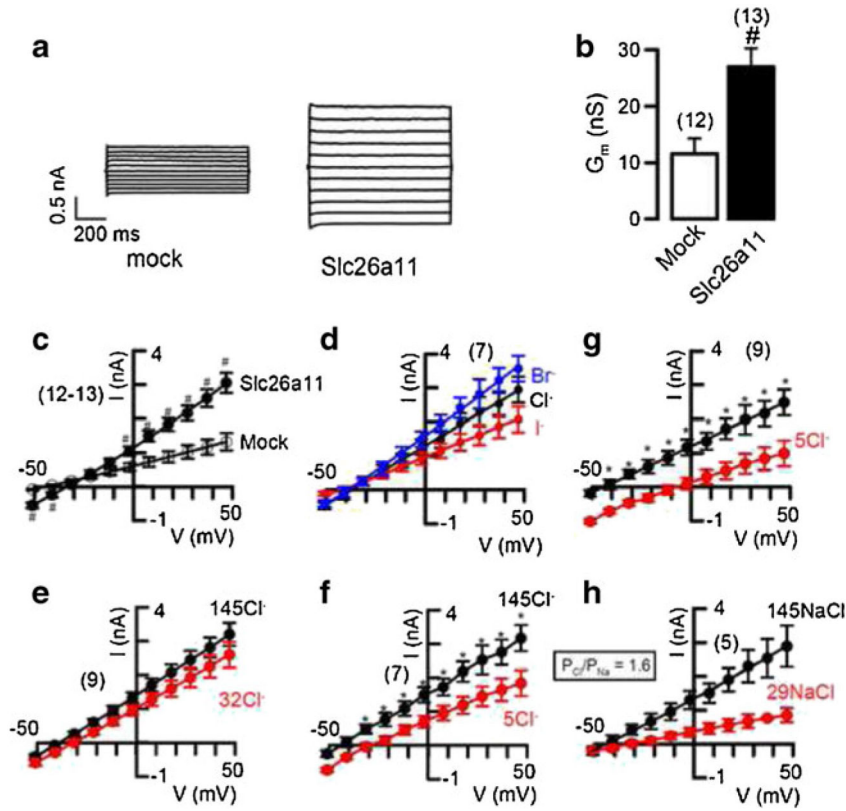 a
0.5 nA
200 ms
mock
Slc26a11
b
Gm (nS)
30
20
10
0
(12)
(13)
#
Mock
Slc26a11
c
I (nA)
4
(12-13)
# # # # # #
Slc26a11
Mock
-50
# #
-1
50
V (mV)
d
I (nA)
4
(7)
Br-
Cl-
I-
-50
-1
50
V (mV)
g
I (nA)
4
(9)
* * * * * * * * * *
5Cl-
-50
-1
50
V (mV)
e
I (nA)
4
145Cl-
(9)
32Cl-
-50
-1
50
V (mV)
f
I (nA)
4
145Cl-
(7)
* * * * * * * * *
5Cl-
-50
-1
50
V (mV)
PCl/PNa = 1.6
h
I (nA)
4
145NaCl
(5)
29NaCl
-50
-1
50
V (mV)